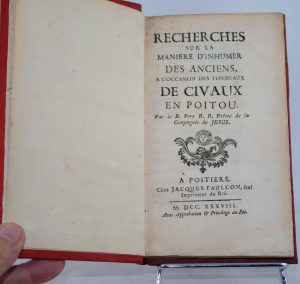 RECHERCHES
SUR LA
MANIERE D'INHUMER
DES ANCIENS,
A L'OCCASION DES TOMBEAUX
DE CIVAUX
EN POITOU.
Par le R. Pere B. R. Prêtre de la
Compagnie de JESUS.
A POITIERS,
Chez JACQUES FAULCON, seul
Imprimeur du Roi.
M. DCC. XXXVIII.
Avec Approbation & Privilege du Roi.